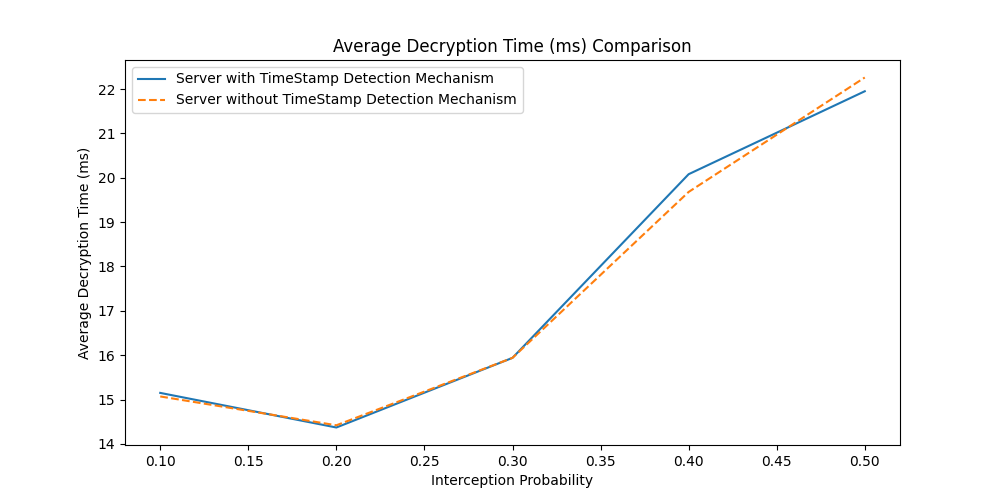 Average Decryption Time (ms) Comparison
Server with TimeStamp Detection Mechanism
Server without TimeStamp Detection Mechanism
Average Decryption Time (ms)
22
21
20
19
18
17
16
15
14
0.10 0.15 0.20 0.25 0.30 0.35 0.40 0.45 0.50
Interception Probability